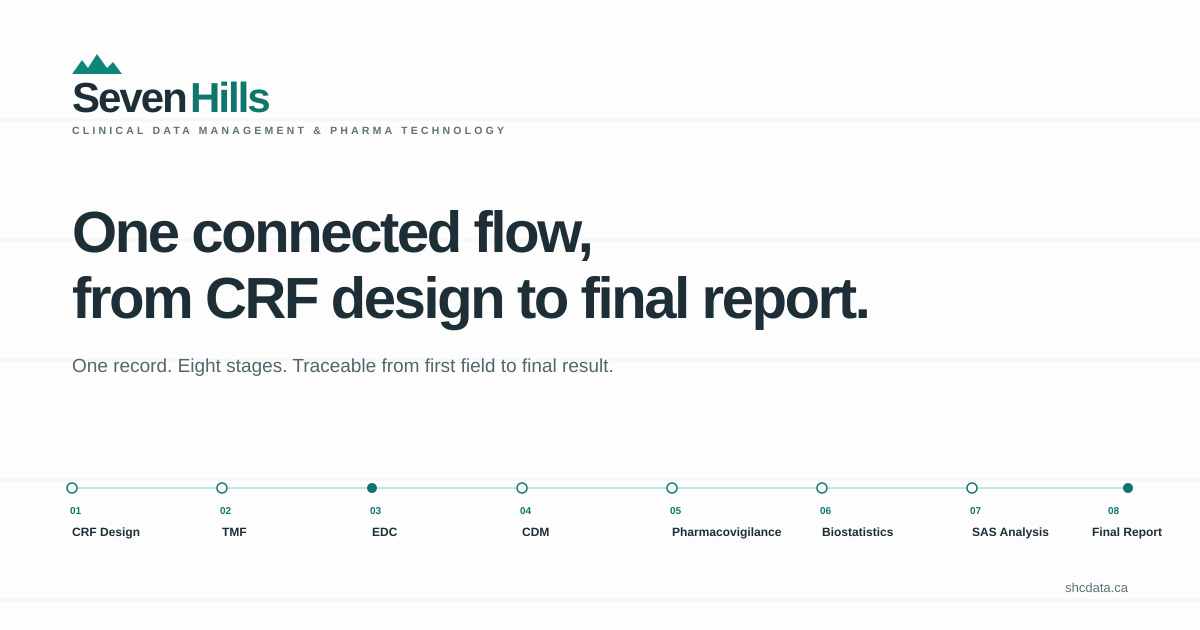 Seven Hills
CLINICAL DATA MANAGEMENT & PHARMA TECHNOLOGY
One connected flow,
from CRF design to final report.
One record. Eight stages. Traceable from first field to final result.
01 02 03 04 05 06 07 08
CRF Design TMF EDC CDM Pharmacovigilance Biostatistics SAS Analysis Final Report
shcdata.ca